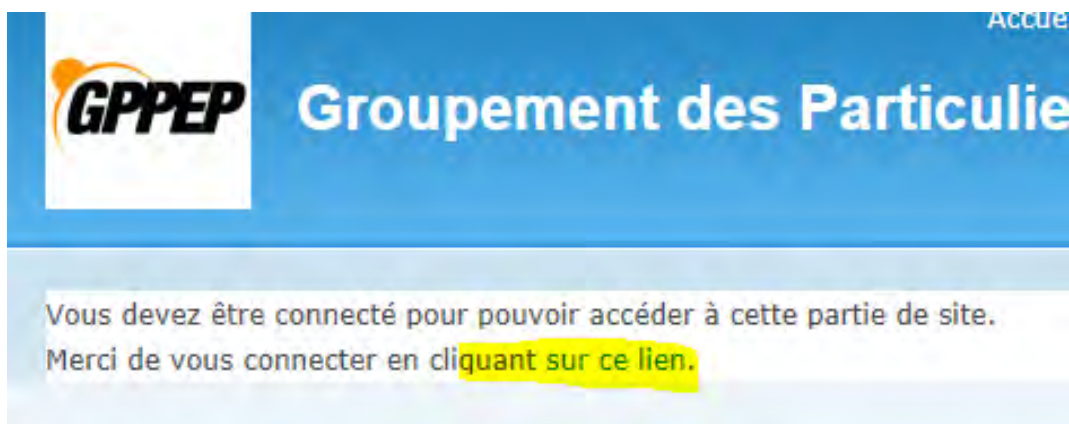 Accue
GPPEP
Groupement des Particulie
Vous devez être connecté pour pouvoir accéder à cette partie de site.
Merci de vous connecter en cliquant sur ce lien.